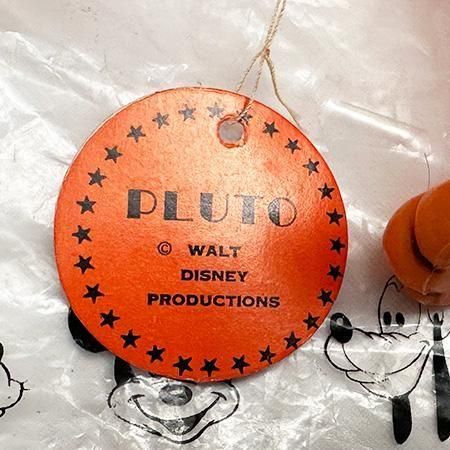 PLUTO
© WALT
DISNEY
PRODUCTIONS